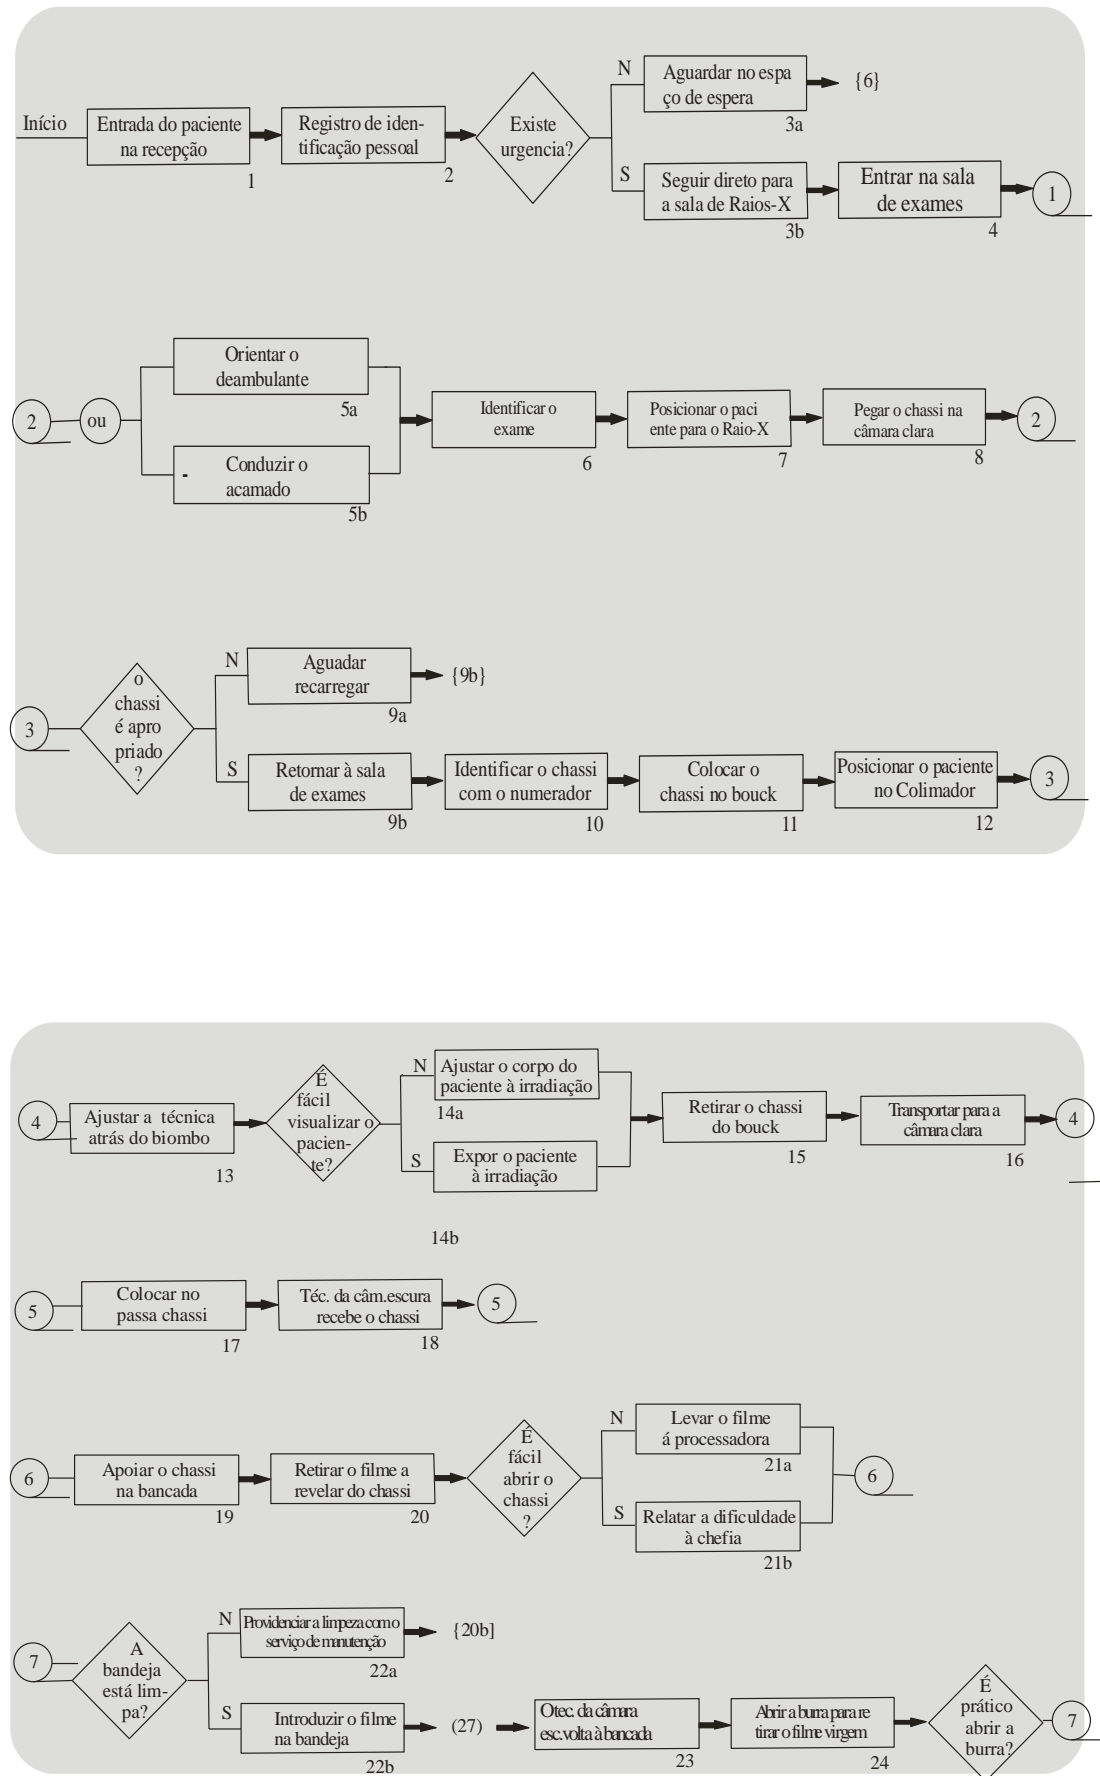 Início
Entrada do paciente
na recepção
1
Registro de iden-
tificação pessoal
2
Existe
urgencia?
N
Aguardar no espa
ço de espera
3a
{6}
S
Seguir direto para
a sala de Raios-X
3b
Entrar na sala
de exames
4
1
2
ou
Orientar o
deambulante
5a
-
Conduzir o
acamado
5b
Identificar o
exame
6
Posicionar o paci
ente para o Raio-X
7
Pegar o chassi na
câmara clara
8
2
3
o
chassi
é apro
priado
?
N
Aguadar
recarregar
9a
{9b}
S
Retornar à sala
de exames
9b
Identificar o chassi
com o numerador
10
Colocar o
chassi no bouck
11
Posicionar o paciente
no Colimador
12
3
4
Ajustar a técnica
atrás do biombo
13
É
fácil
visualizar o
pacien-
te?
N
Ajustar o corpo do
paciente à irradiação
14a
S
Expor o paciente
à irradiação
14b
Retirar o chassi
do bouck
15
Transportar para a
câmara clara
16
4
5
Colocar no
passa chassi
17
Téc. da câm.escura
recebe o chassi
18
5
6
Apoiar o chassi
na bancada
19
Retirar o filme a
revelar do chassi
20
É
fácil
abrir o
chassi
?
N
Levar o filme
á processadora
21a
S
Relatar a dificuldade
à chefia
21b
6
7
A
bandeja
está lim-
pa?
N
Providenciar a limpeza como
serviço de manutenção
22a
{20b]
S
Introduzir o filme
na bandeja
22b
(27)
O tec. da câmara
esc.volta à bancada
23
Abrir a burra para re
tirar o filme virgem
24
É
prático
abrir a
burra?
7